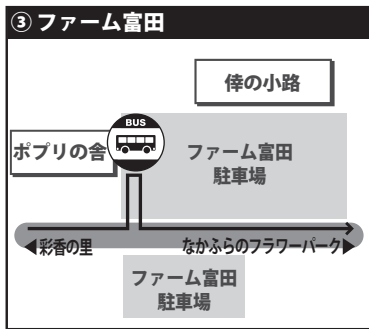 ③ファーム富田
倖の小路
BUS
ポプリの舎
ファーム富田
駐車場
◀彩香の里
なかふらのフラワーパーク▶
ファーム富田
駐車場